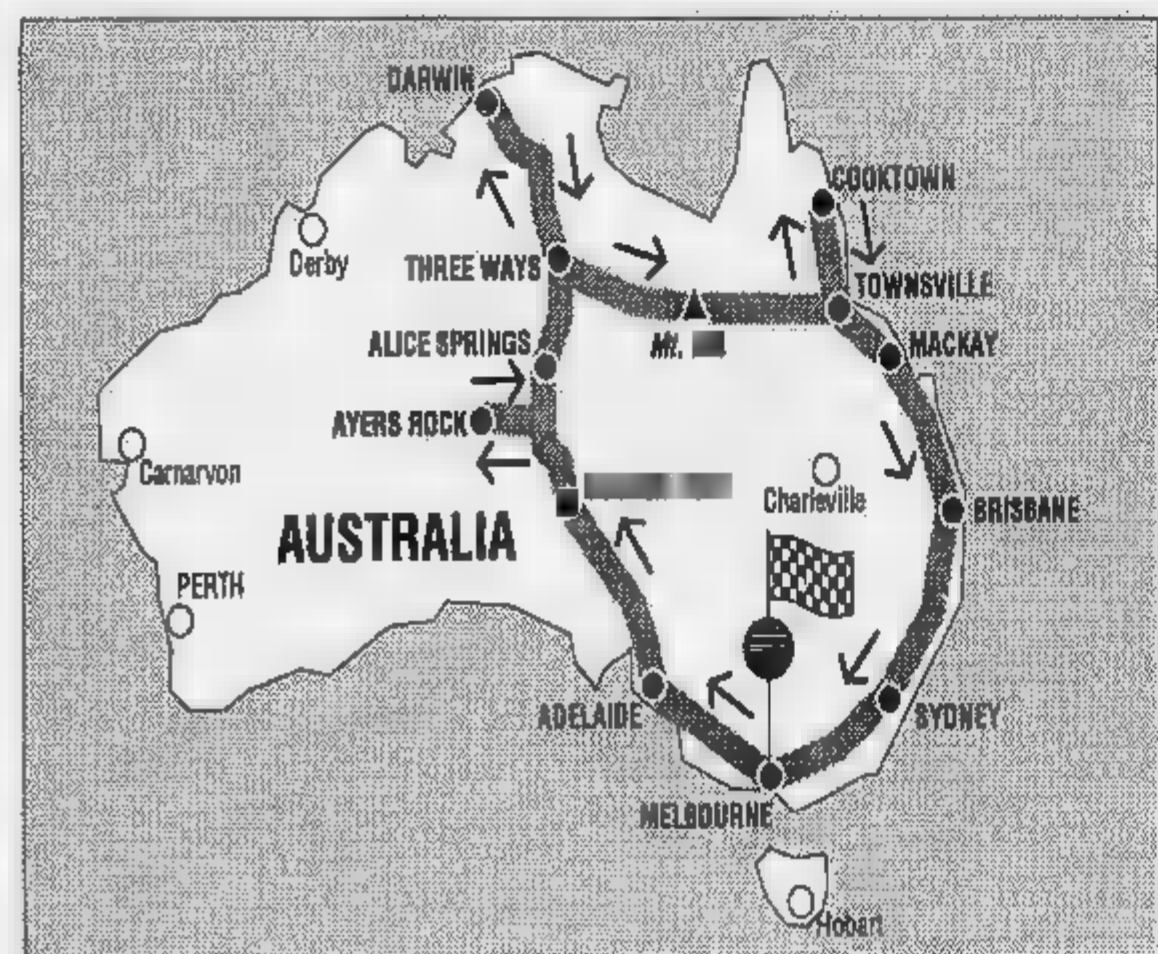 DARWIN
COOKTOWN
Derby
THREE WAYS
TOWNSVILLE
ALICE SPRINGS
MT.
MACKAY
AYERS ROCK
Carnarvon
Charleville
BRISBANE
AUSTRALIA
PERTH
ADELAIDE
SYDNEY
MELBOURNE
Hobart